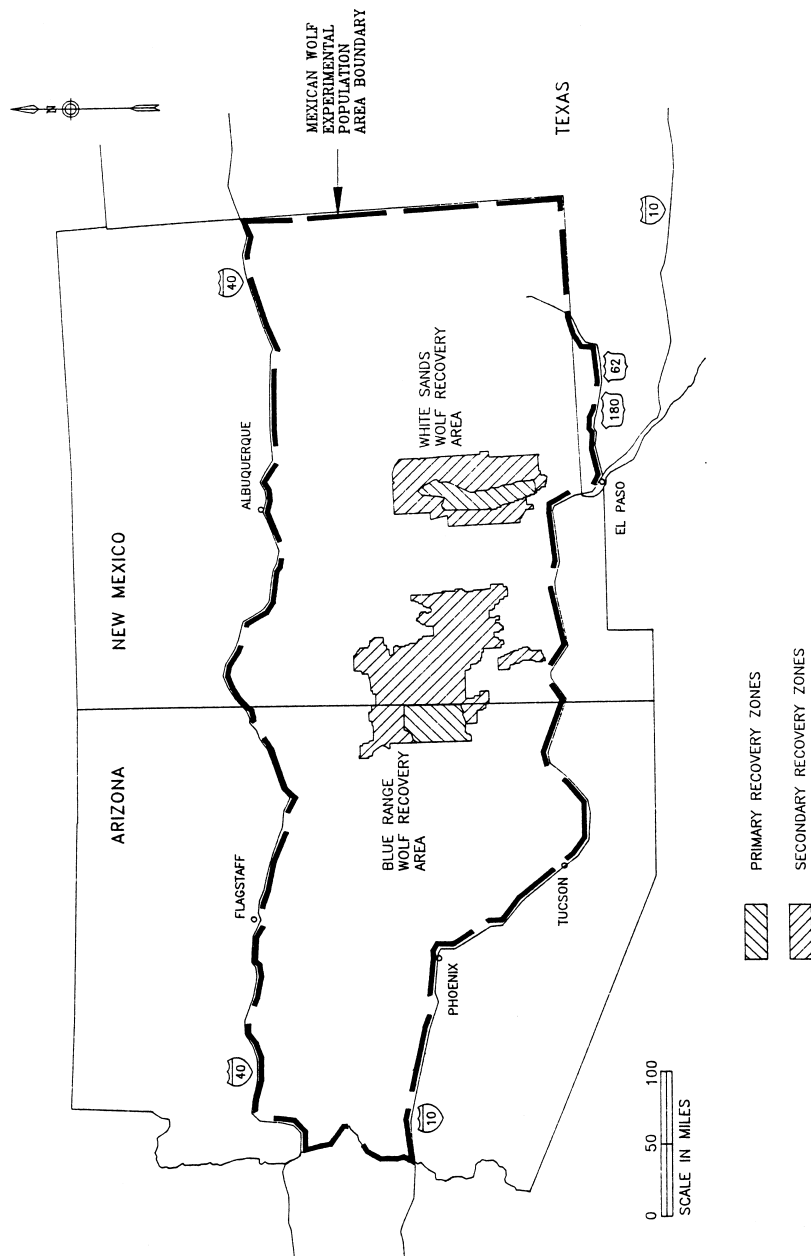 N
MEXICAN WOLF
EXPERIMENTAL
POPULATION
AREA BOUNDARY
ARIZONA
NEW MEXICO
TEXAS
40
40
FLAGSTAFF
ALBUQUERQUE
BLUE RANGE
WOLF RECOVERY
AREA
WHITE SANDS
WOLF RECOVERY
AREA
10
PHOENIX
TUCSON
EL PASO
180
62
10
0 50 100
SCALE IN MILES
PRIMARY RECOVERY ZONES
SECONDARY RECOVERY ZONES